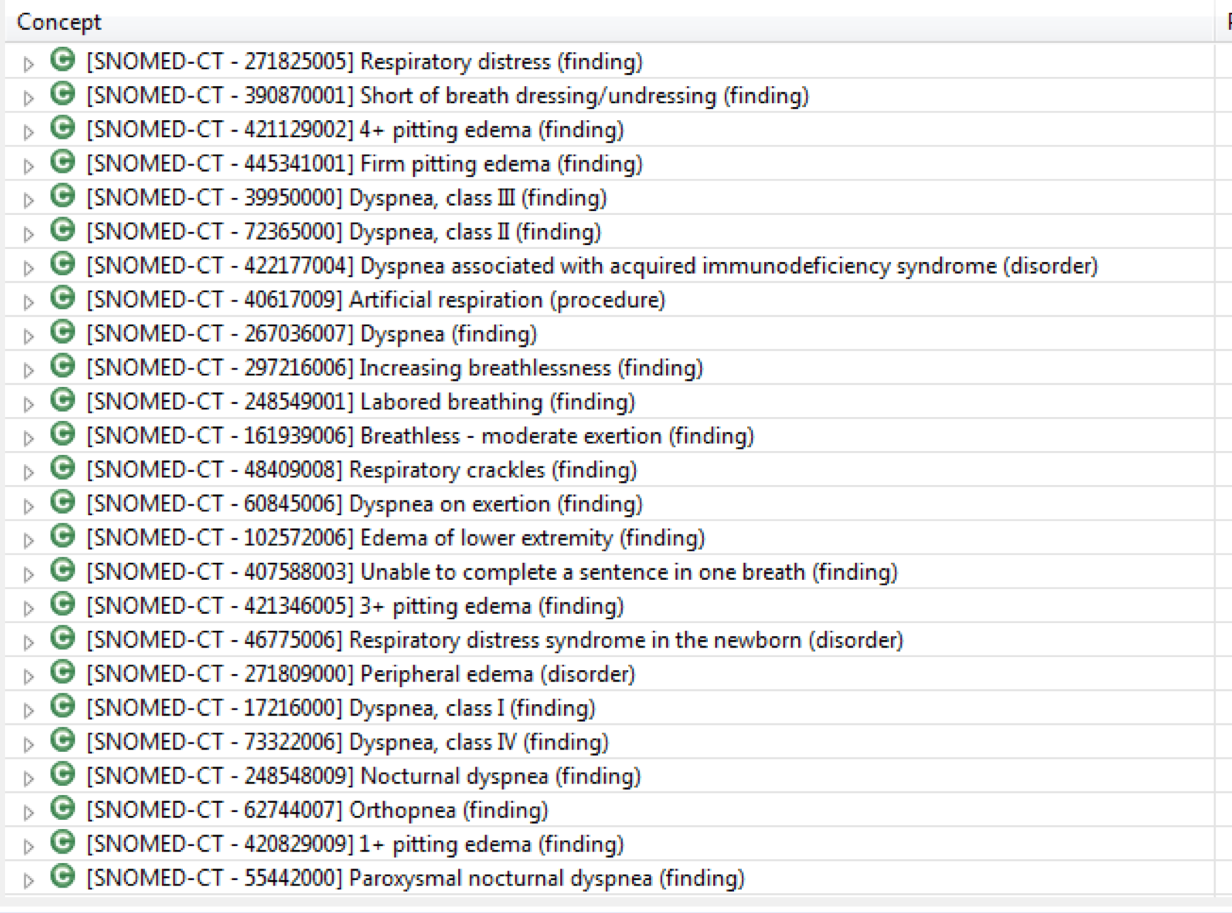 Concept
[SNOMED-CT - 271825005] Respiratory distress (finding)
[SNOMED-CT - 390870001] Short of breath dressing/undressing (finding)
[SNOMED-CT - 421129002] 4+ pitting edema (finding)
[SNOMED-CT - 445341001] Firm pitting edema (finding)
[SNOMED-CT - 39950000] Dyspnea, class III (finding)
[SNOMED-CT - 72365000] Dyspnea, class II (finding)
[SNOMED-CT - 422177004] Dyspnea associated with acquired immunodeficiency syndrome (disorder)
[SNOMED-CT - 40617009] Artificial respiration (procedure)
[SNOMED-CT - 267036007] Dyspnea (finding)
[SNOMED-CT - 297216006] Increasing breathlessness (finding)
[SNOMED-CT - 248549001] Labored breathing (finding)
[SNOMED-CT - 161939006] Breathless - moderate exertion (finding)
[SNOMED-CT - 48409008] Respiratory crackles (finding)
[SNOMED-CT - 60845006] Dyspnea on exertion (finding)
[SNOMED-CT - 102572006] Edema of lower extremity (finding)
[SNOMED-CT - 407588003] Unable to complete a sentence in one breath (finding)
[SNOMED-CT - 421346005] 3+ pitting edema (finding)
[SNOMED-CT - 46775006] Respiratory distress syndrome in the newborn (disorder)
[SNOMED-CT - 271809000] Peripheral edema (disorder)
[SNOMED-CT - 17216000] Dyspnea, class I (finding)
[SNOMED-CT - 73322006] Dyspnea, class IV (finding)
[SNOMED-CT - 248548009] Nocturnal dyspnea (finding)
[SNOMED-CT - 62744007] Orthopnea (finding)
[SNOMED-CT - 420829009] 1+ pitting edema (finding)
[SNOMED-CT - 55442000] Paroxysmal nocturnal dyspnea (finding)